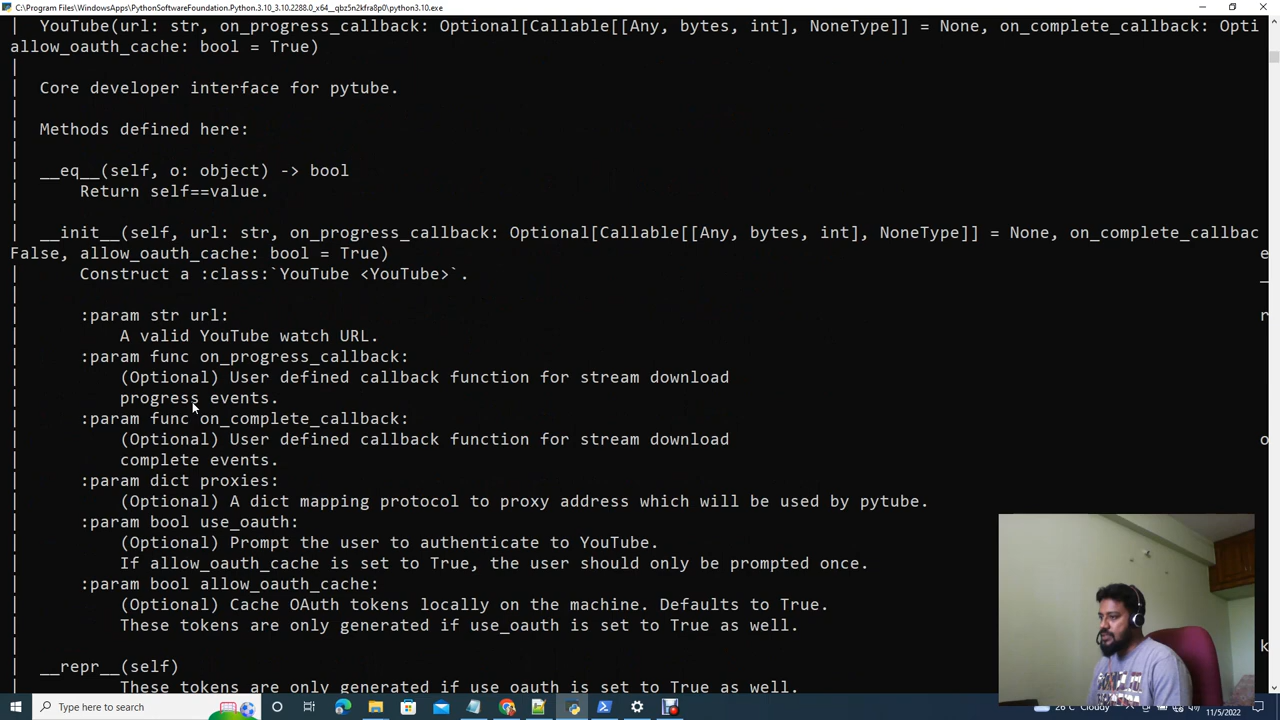 C:\Program Files\WindowsApps\PythonSoftwareFoundation.Python.3.10_3.10.2288.0_x64__qbz5n2kfra8p0\python3.10.exe
| YouTube(url: str, on_progress_callback: Optional[Callable[[Any, bytes, int], NoneType]] = None, on_complete_callback: Opti
allow_oauth_cache: bool = True)
|
| Core developer interface for pytube.
|
| Methods defined here:
|
| __eq__(self, o: object) -> bool
| Return self==value.
|
| __init__(self, url: str, on_progress_callback: Optional[Callable[[Any, bytes, int], NoneType]] = None, on_complete_callbac
False, allow_oauth_cache: bool = True) e
| Construct a :class:`YouTube <YouTube>`. _
|
| :param str url: r
| A valid YouTube watch URL.
| :param func on_progress_callback:
| (Optional) User defined callback function for stream download
| progress events.
| :param func on_complete_callback:
| (Optional) User defined callback function for stream download o
| complete events.
| :param dict proxies:
| (Optional) A dict mapping protocol to proxy address which will be used by pytube.
| :param bool use_oauth:
| (Optional) Prompt the user to authenticate to YouTube.
| If allow_oauth_cache is set to True, the user should only be prompted once.
| :param bool allow_oauth_cache:
| (Optional) Cache OAuth tokens locally on the machine. Defaults to True.
| These tokens are only generated if use_oauth is set to True as well.
| k
| __repr__(self)
| These tokens are only generated if use_oauth is set to True as well.
Type here to search
Cloudy
11/5/2022